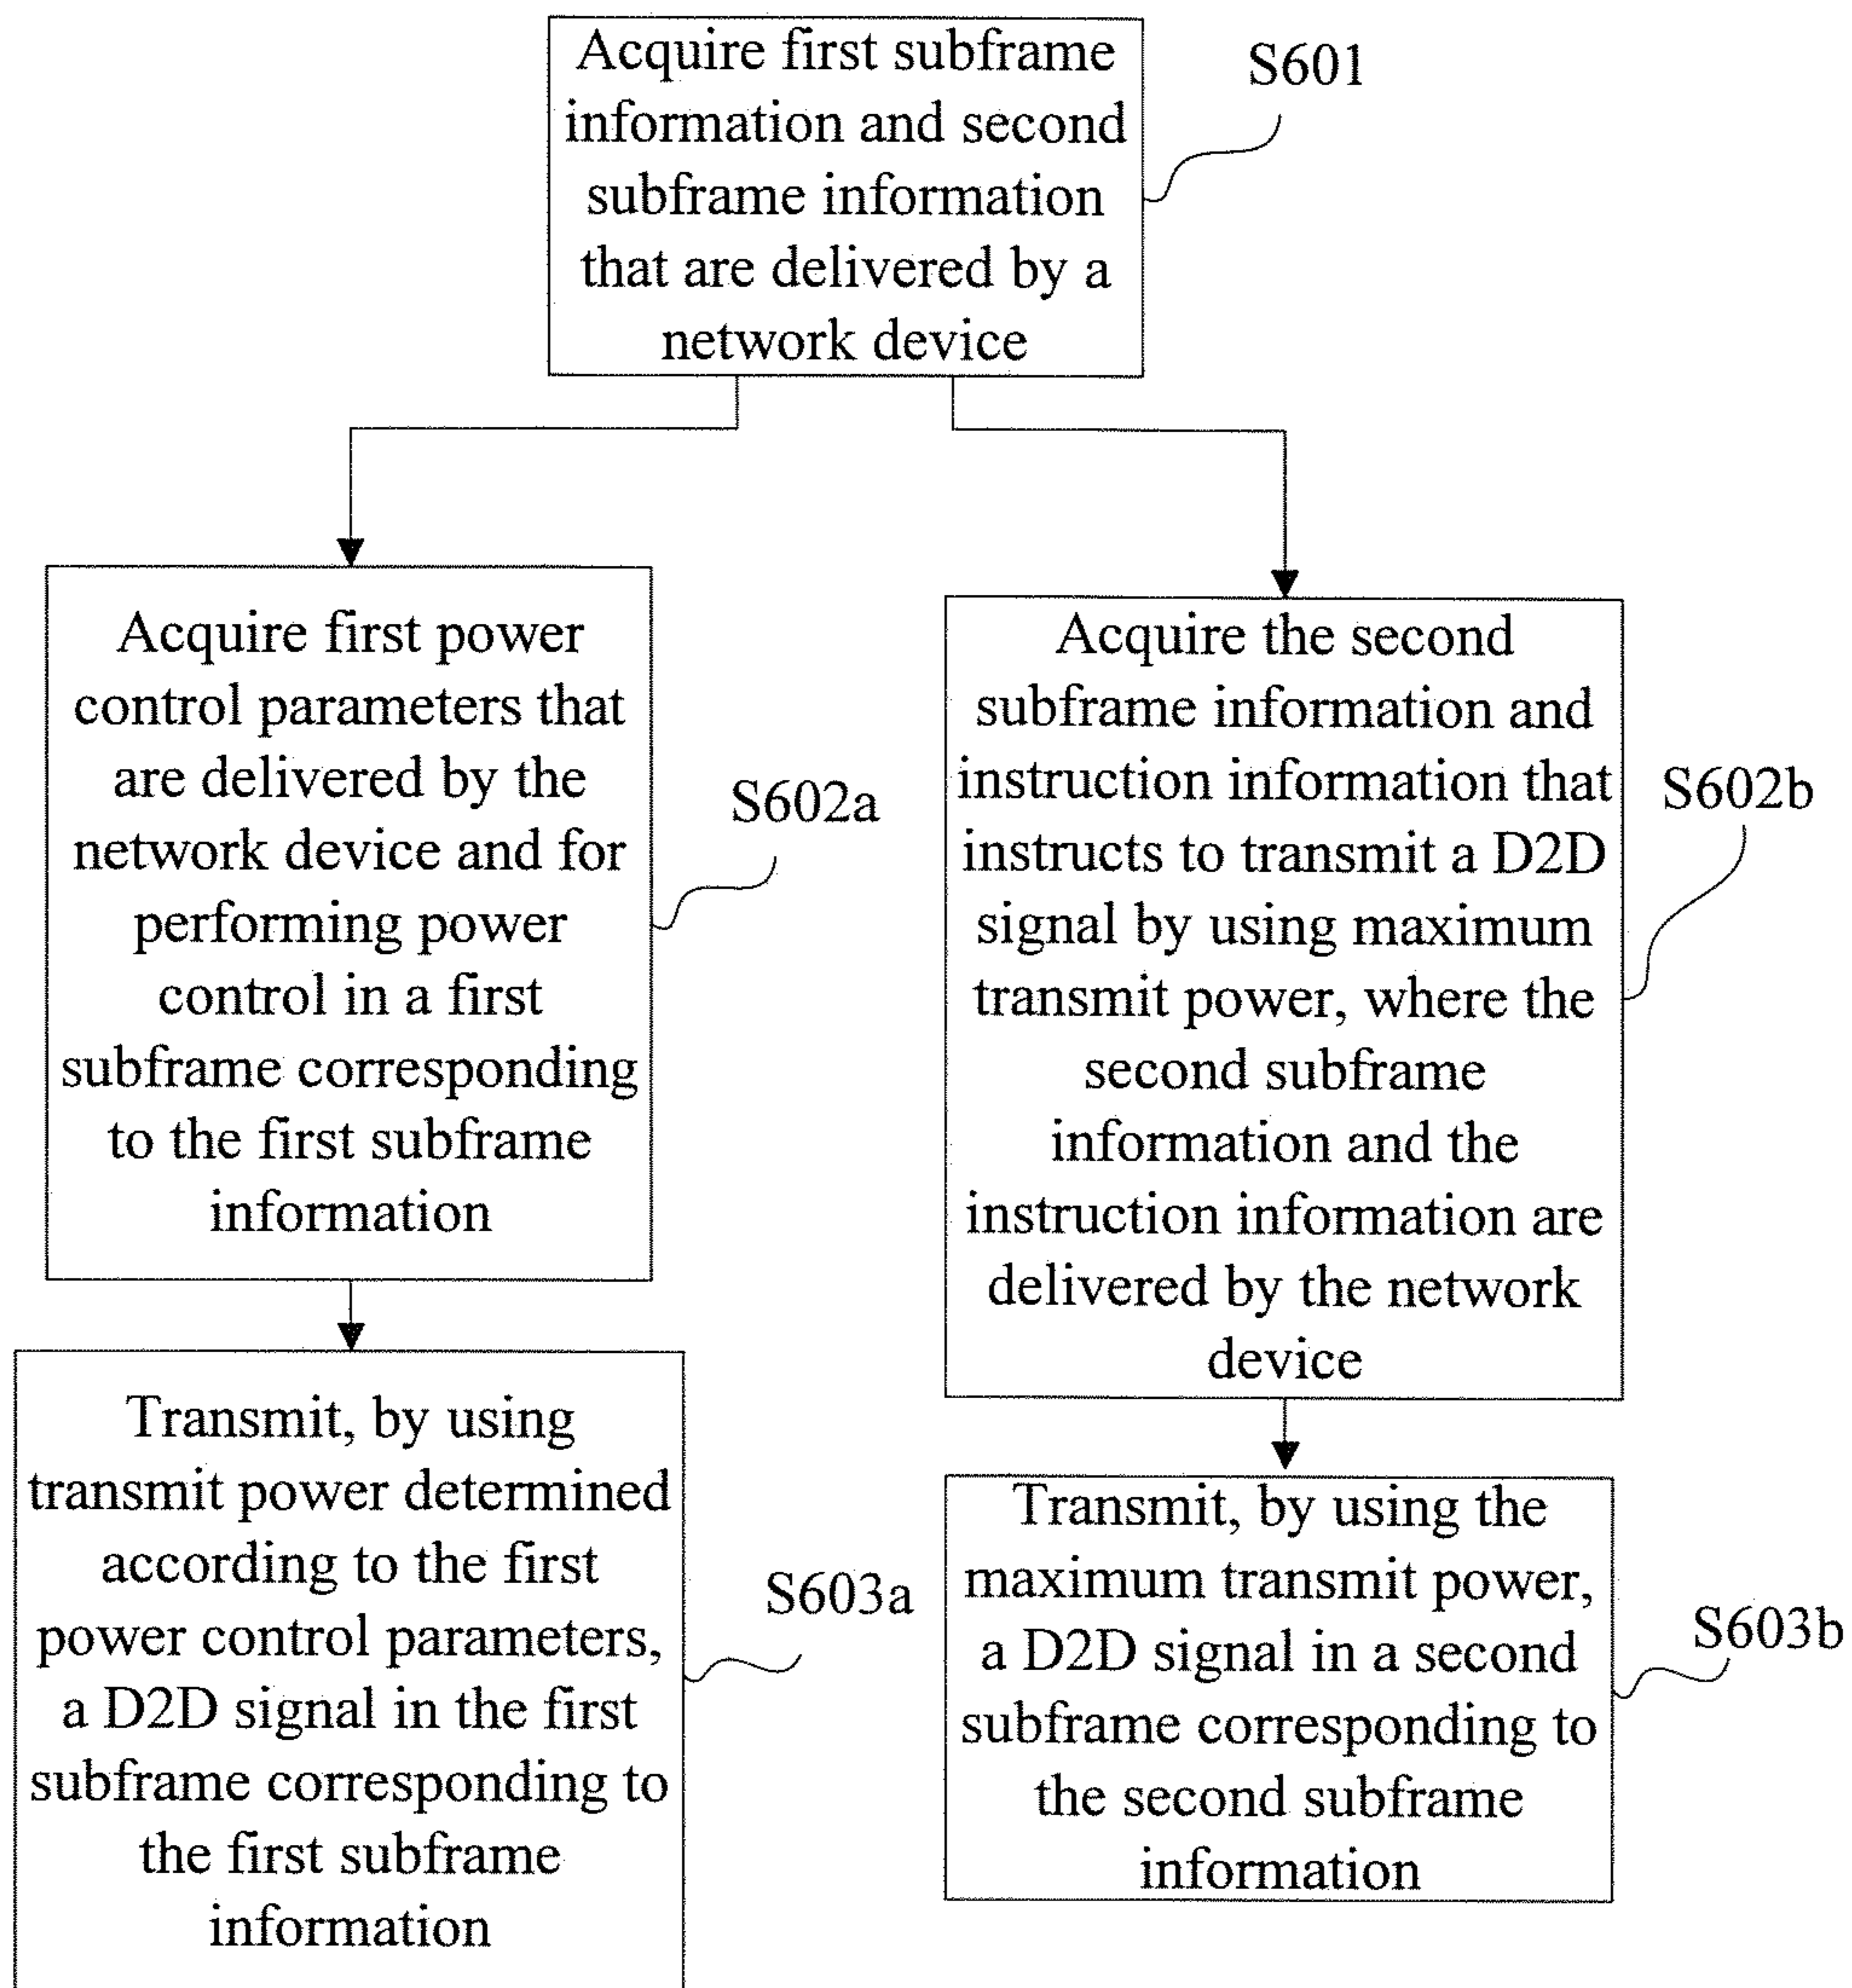 Acquire first subframe
information and second
subframe information
that are delivered by a
network device
S601
Acquire first power
control parameters that
are delivered by the
network device and for
performing power
control in a first
subframe corresponding
to the first subframe
information
S602a
Acquire the second
subframe information and
instruction information that
instructs to transmit a D2D
signal by using maximum
transmit power, where the
second subframe
information and the
instruction information are
delivered by the network
device
S602b
Transmit, by using
transmit power determined
according to the first
power control parameters,
a D2D signal in the first
subframe corresponding to
the first subframe
information
S603a
Transmit, by using the
maximum transmit power,
a D2D signal in a second
subframe corresponding to
the second subframe
information
S603b